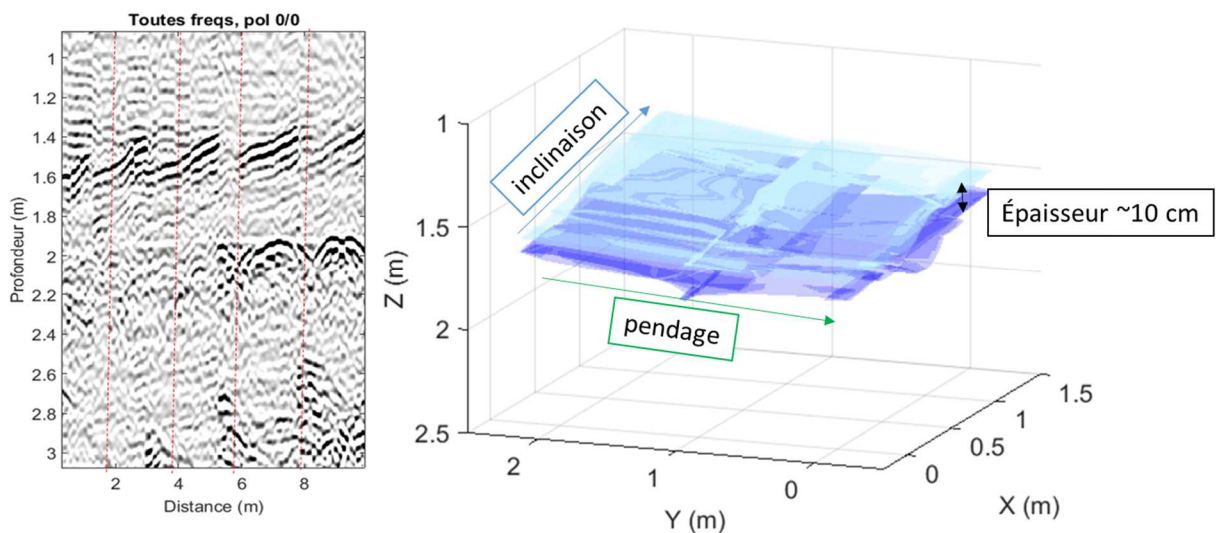 Toutes freqs, pol 0/0
1
1.2
1.4
1.6
1.8
2
2.2
2.4
2.6
2.8
3
Profondeur (m)
2 4 6 8
Distance (m)
inclinaison
Épaisseur ~10 cm
pendage
1
1.5
2
2.5
Z (m)
2 1 0
Y (m)
0 0.5 1 1.5
X (m)